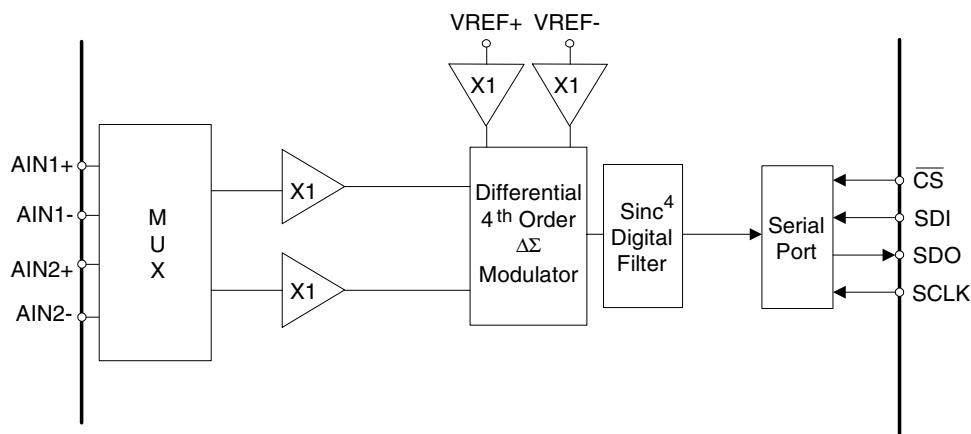 VREF+ VREF-
X1 X1
AIN1+
AIN1-
AIN2+
AIN2-
M
U
X
X1
X1
Differential
4th Order
ΔΣ
Modulator
Sinc4
Digital
Filter
Serial
Port
C̅S̅
SDI
SDO
SCLK